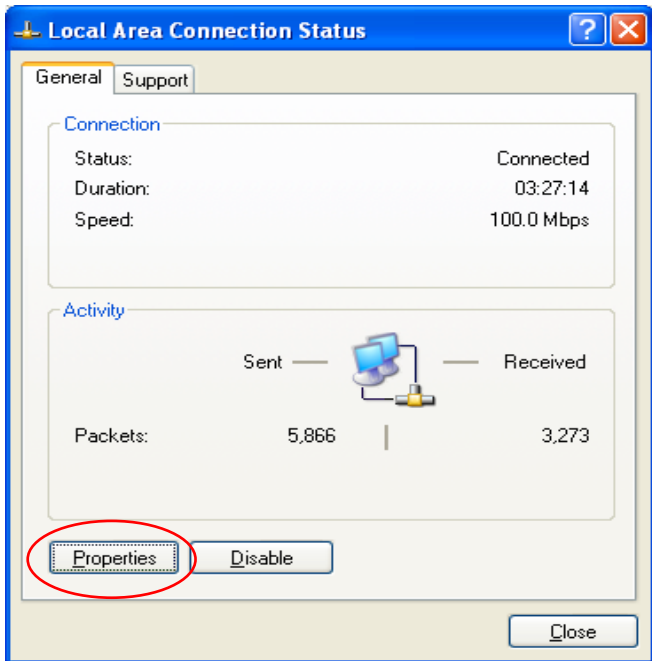 Local Area Connection Status
General Support
Connection
Status: Connected
Duration: 03:27:14
Speed: 100.0 Mbps
Activity
Sent Received
Packets: 5,866 3,273
Properties Disable
Close